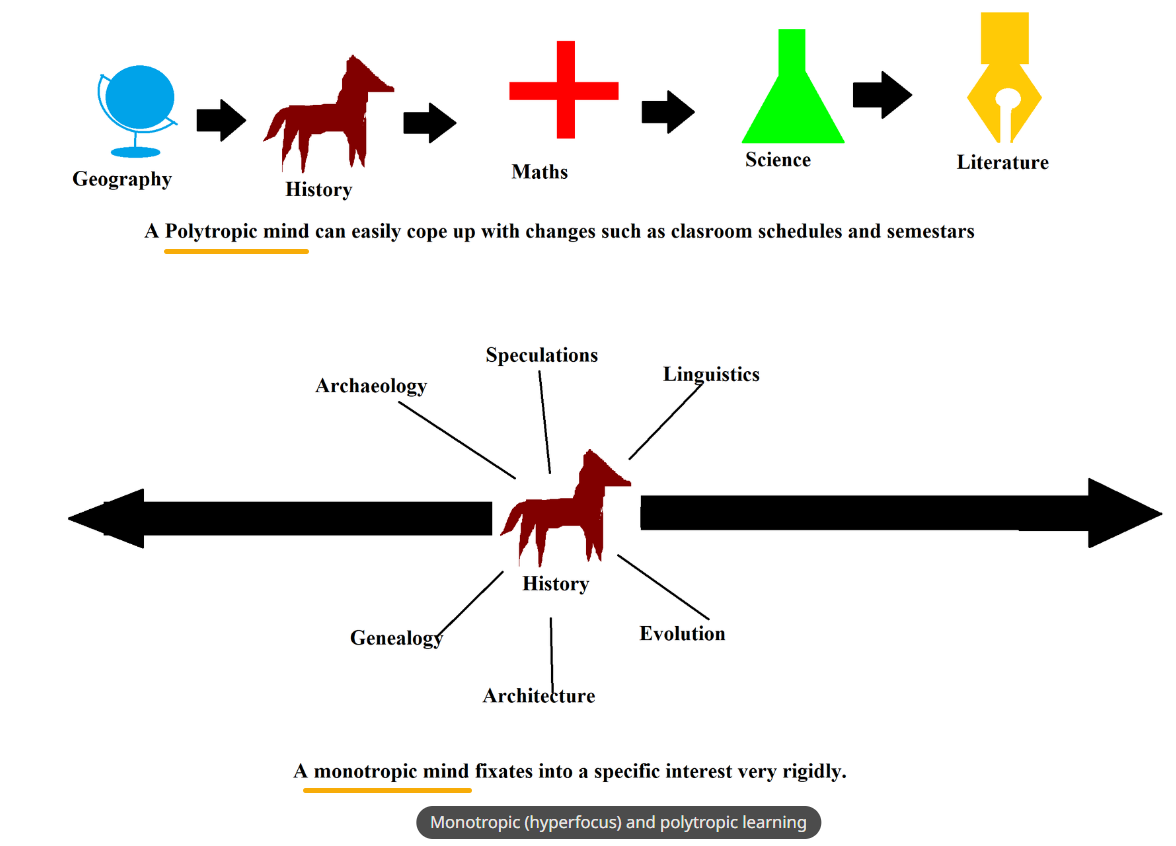 Geography
History
Maths
Science
Literature
A Polytropic mind can easily cope up with changes such as clasroom schedules and semestars
Speculations
Archaeology
Linguistics
History
Genealogy
Evolution
Architecture
A monotropic mind fixates into a specific interest very rigidly.
Monotropic (hyperfocus) and polytropic learning